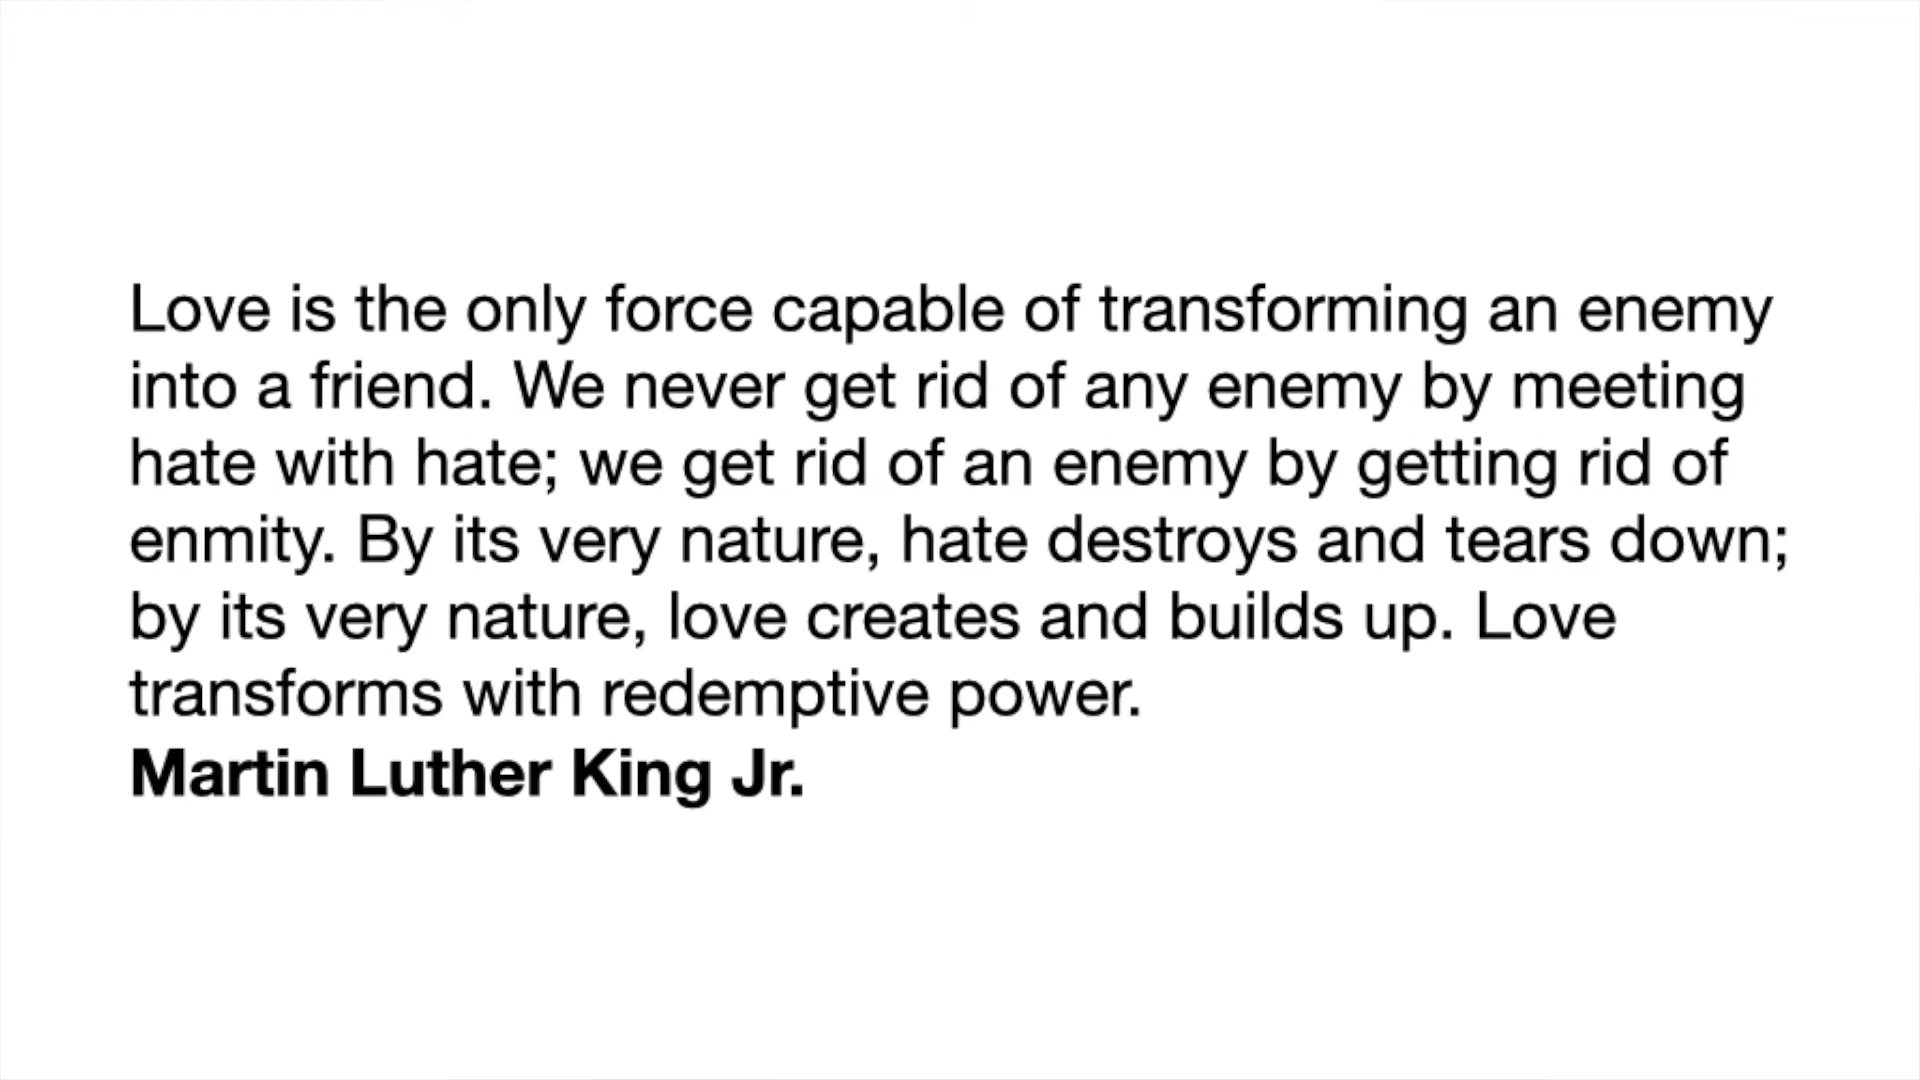 Love is the only force capable of transforming an enemy
into a friend. We never get rid of any enemy by meeting
hate with hate; we get rid of an enemy by getting rid of
enmity. By its very nature, hate destroys and tears down;
by its very nature, love creates and builds up. Love
transforms with redemptive power.
Martin Luther King Jr.